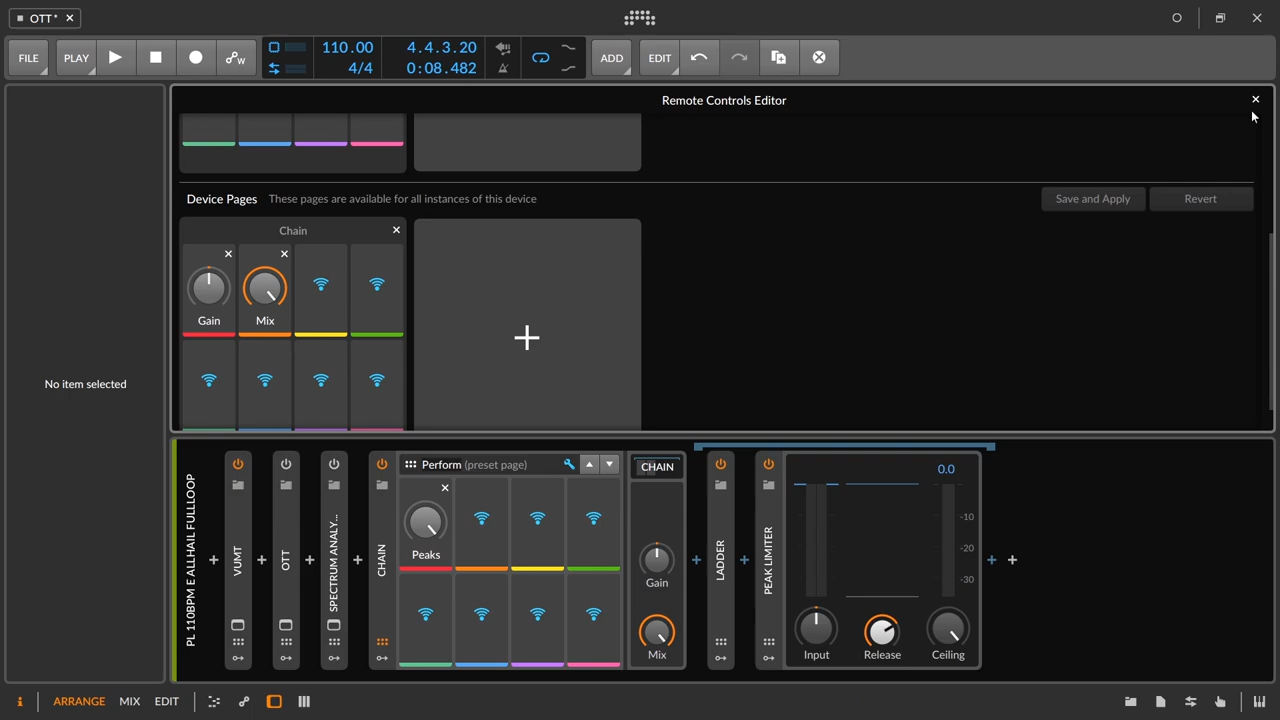 OTT*
FILE
PLAY
110.00
4/4
4.4.3.20
0:08.482
ADD
EDIT
No item selected
Remote Controls Editor
Device Pages These pages are available for all instances of this device
Save and Apply
Revert
Chain
Gain
Mix
PL 110BPM E ALLHAIL FULLLOOP
VUMT
OTT
SPECTRUM ANALY...
CHAIN
Perform (preset page)
Peaks
CHAIN
Gain
Mix
LADDER
PEAK LIMITER
0.0
-10
-20
-30
Input
Release
Ceiling
i
ARRANGE
MIX
EDIT